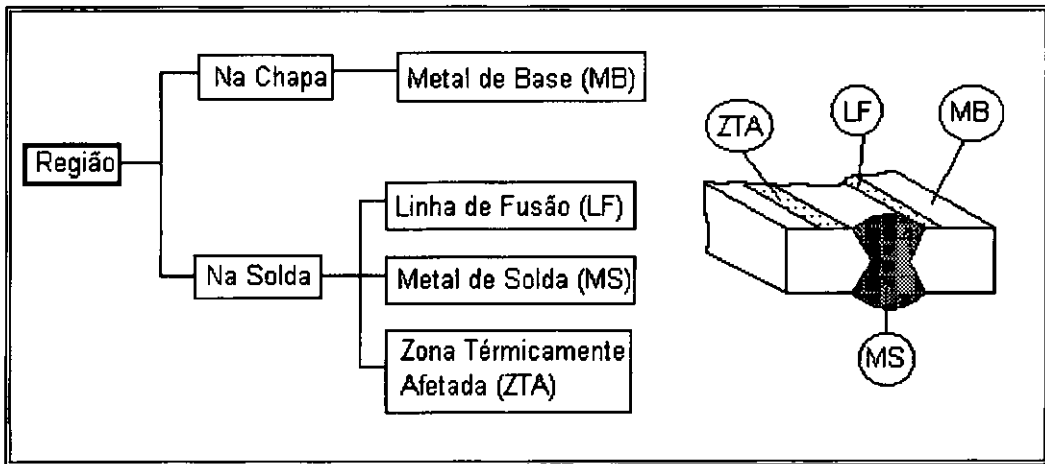 Região
Na Chapa
Metal de Base (MB)
Na Solda
Linha de Fusão (LF)
Metal de Solda (MS)
Zona Térmicamente
Afetada (ZTA)
ZTA
LF
MB
MS